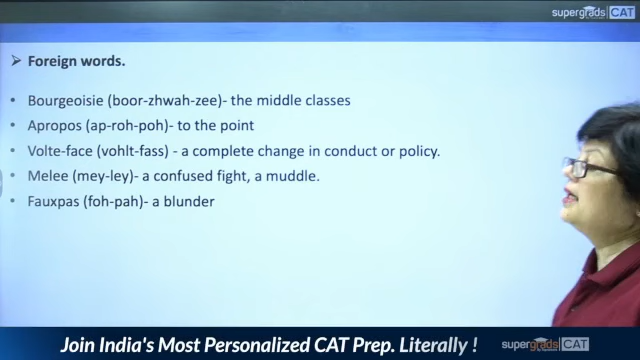 supergrads CAT
➤ Foreign words.
• Bourgeoisie (boor-zhwah-zee)- the middle classes
• Apropos (ap-roh-poh)- to the point
• Volte-face (vohlt-fass) - a complete change in conduct or policy.
• Melee (mey-ley)- a confused fight, a muddle.
• Fauxpas (foh-pah)- a blunder
Join India's Most Personalized CAT Prep. Literally !
supergrads CAT